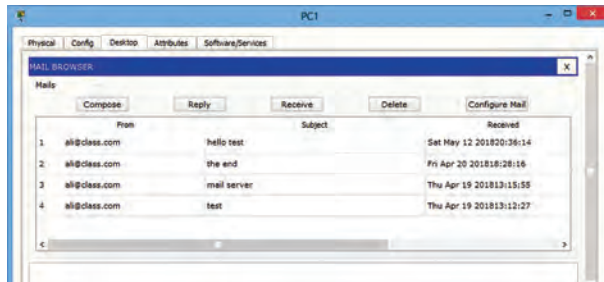 PC1
Physical Config Desktop Attributes Software/Services
MAIL BROWSER X
Mails
Compose Reply Receive Delete Configure Mail
From Subject Received
1 ali@class.com hello test Sat May 12 201820:36:14
2 ali@class.com the end Fri Apr 20 201818:28:16
3 ali@class.com mail server Thu Apr 19 201813:15:55
4 ali@class.com test Thu Apr 19 201813:12:27